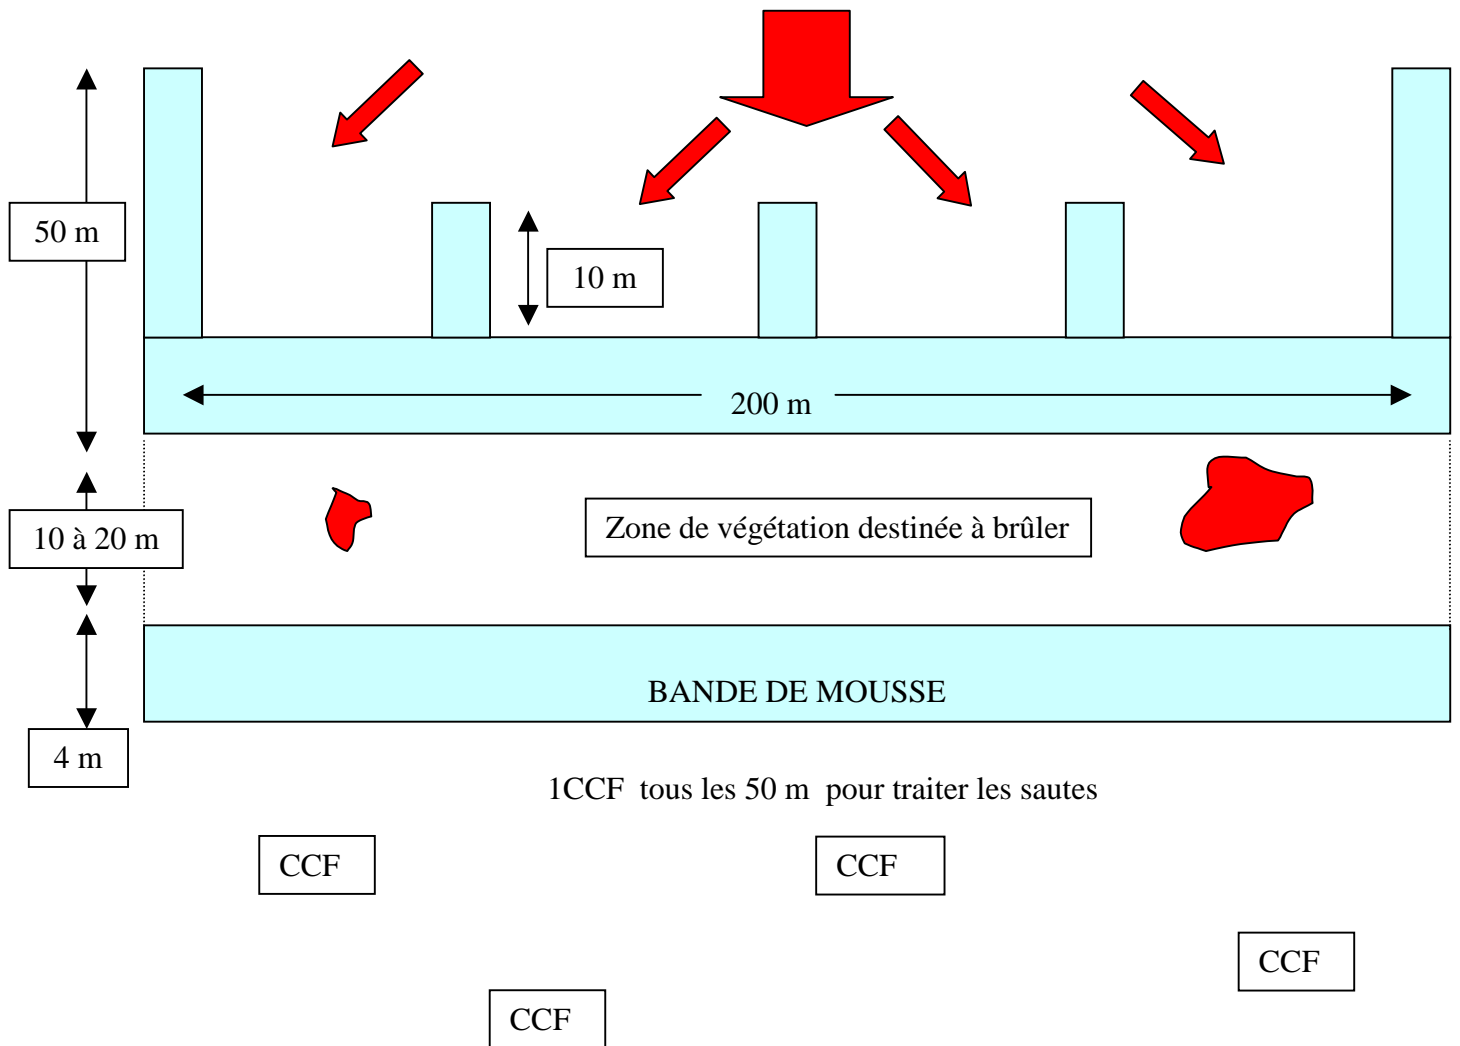 50 m
10 m
200 m
10 à 20 m
Zone de végétation destinée à brûler
BANDE DE MOUSSE
4 m
1CCF tous les 50 m pour traiter les sautes
CCF
CCF
CCF
CCF